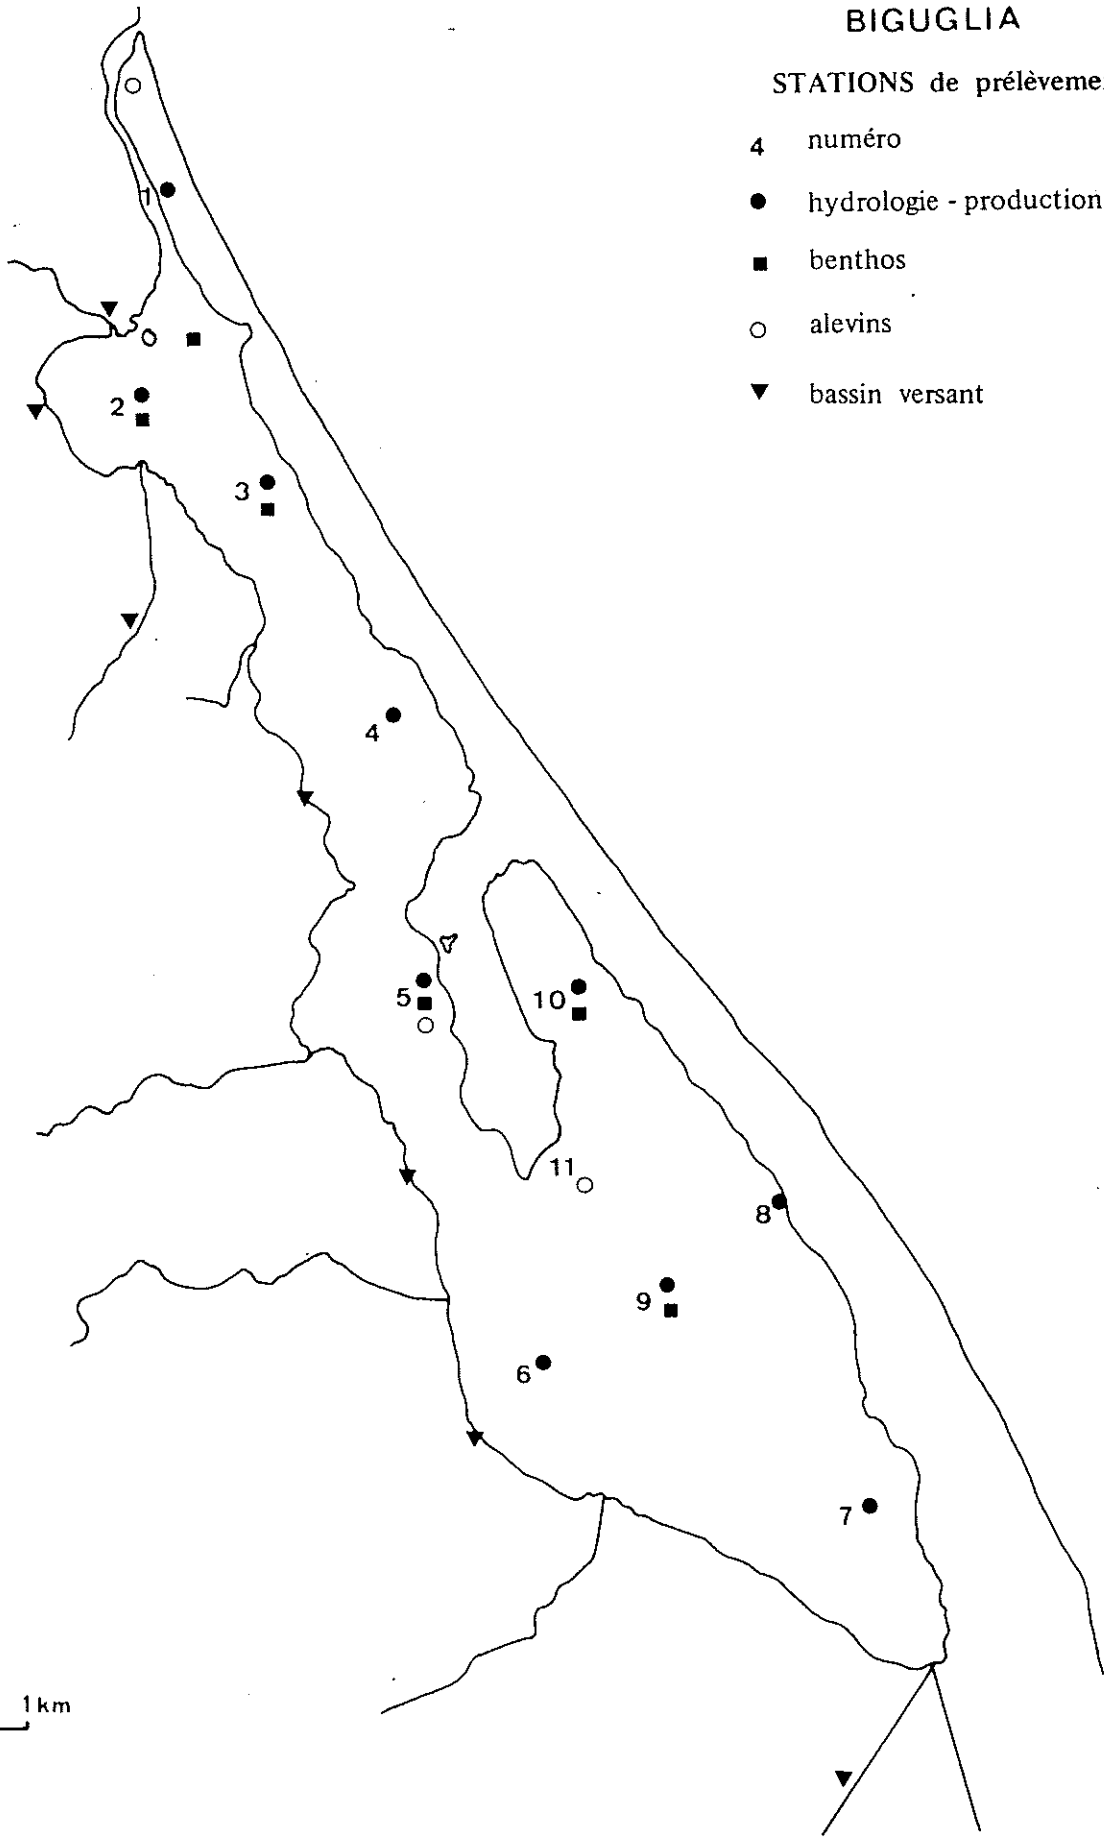 BIGUGLIA
STATIONS de prélèveme
4 numéro
hydrologie - production
benthos
alevins
bassin versant
1
2
3
4
5
10
11
8
9
6
7
1 km